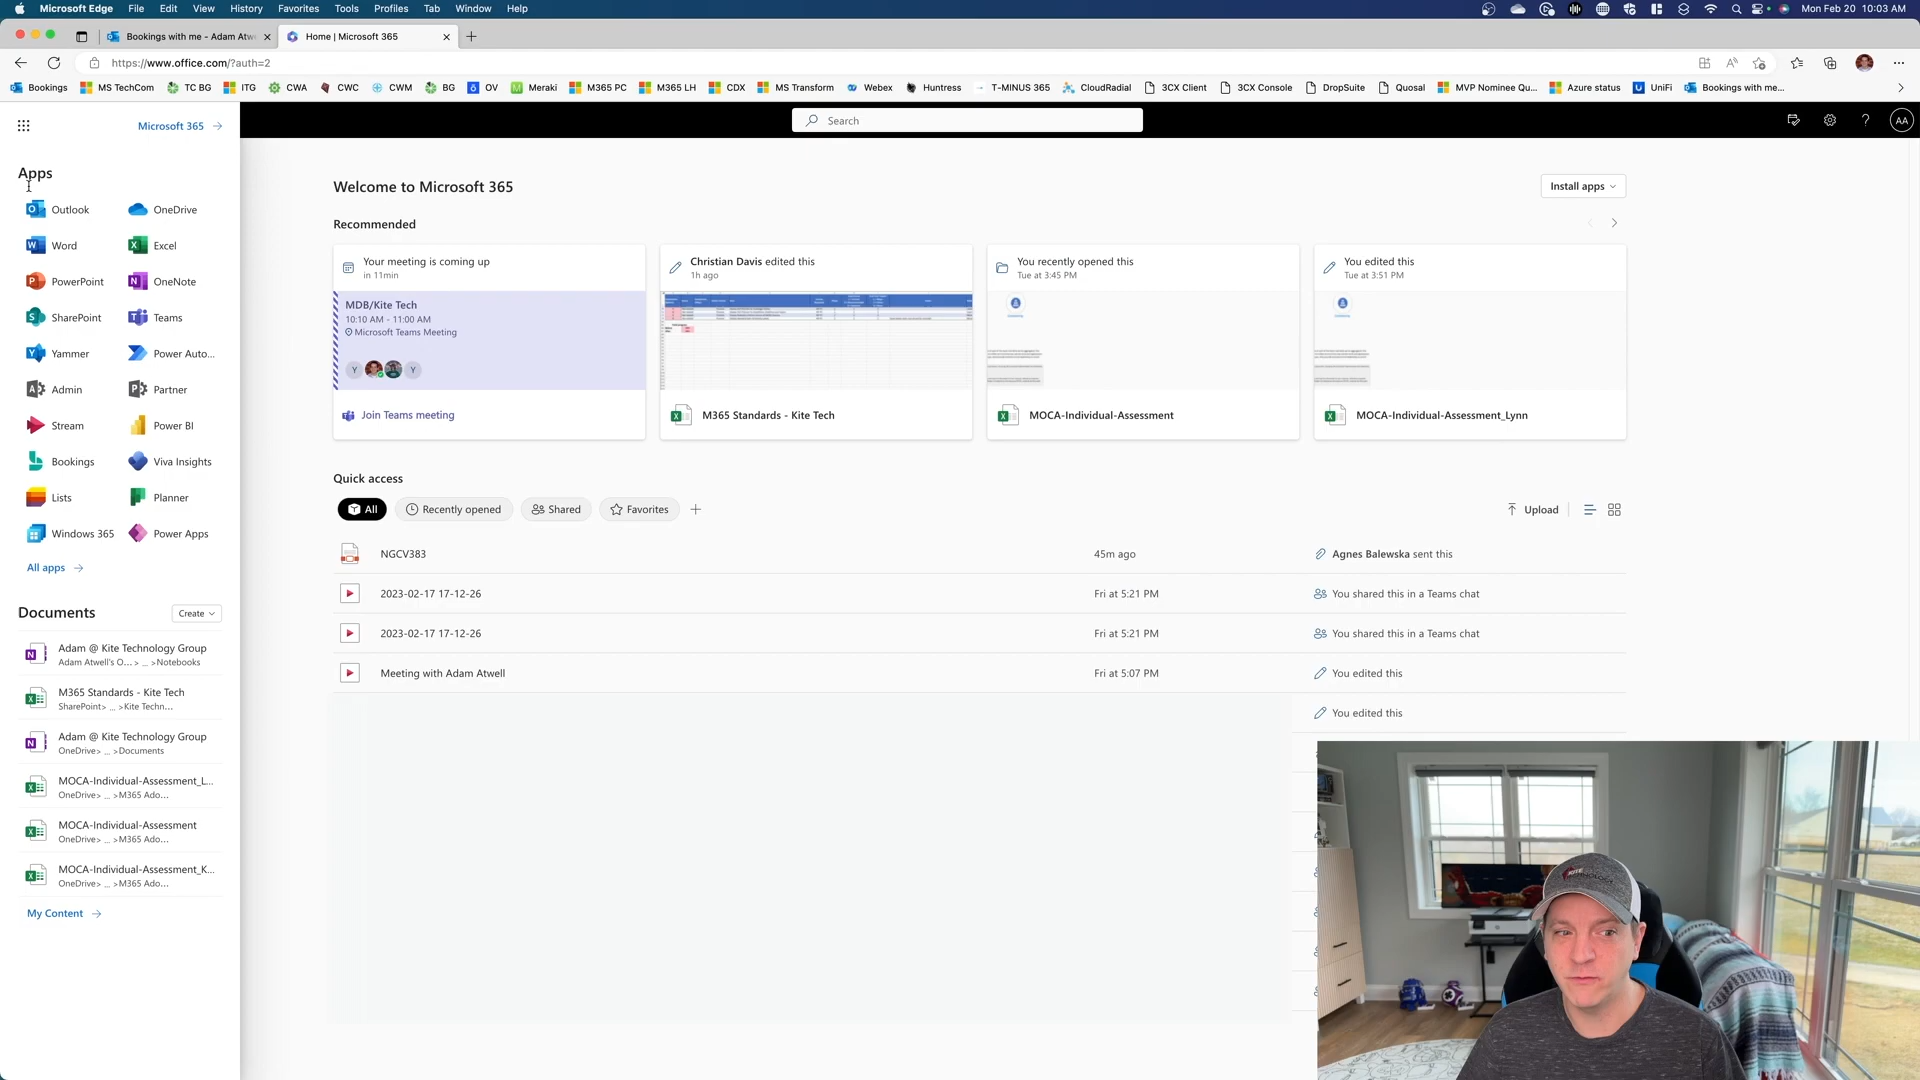 Microsoft Edge File Edit View History Favorites Tools Profiles Tab Window Help Mon Feb 20 10:03 AM
Bookings with me - Adam Atw Home | Microsoft 365
https://www.office.com/?auth=2
Bookings MS TechCom TC BG ITG CWA CWC CWM BG OV Meraki M365 PC M365 LH CDX MS Transform Webex Huntress T-MINUS 365 CloudRadial 3CX Client 3CX Console DropSuite Quosal MVP Nominee Qu... Azure status UniFi Bookings with me...
Microsoft 365
Search
AA
Apps
Outlook OneDrive
Word Excel
PowerPoint OneNote
SharePoint Teams
Yammer Power Auto...
Admin Partner
Stream Power BI
Bookings Viva Insights
Lists Planner
Windows 365 Power Apps
All apps
Documents Create
Adam @ Kite Technology Group
Adam Atwell's O... > ... >Notebooks
M365 Standards - Kite Tech
SharePoint> ... >Kite Techn...
Adam @ Kite Technology Group
OneDrive> ... >Documents
MOCA-Individual-Assessment_L...
OneDrive> ... >M365 Ado...
MOCA-Individual-Assessment
OneDrive> ... >M365 Ado...
MOCA-Individual-Assessment_K...
OneDrive> ... >M365 Ado...
My Content
Welcome to Microsoft 365
Install apps
Recommended
Your meeting is coming up
in 11min
MDB/Kite Tech
10:10 AM - 11:00 AM
Microsoft Teams Meeting
Y Y
Join Teams meeting
Christian Davis edited this
1h ago
M365 Standards - Kite Tech
You recently opened this
Tue at 3:45 PM
MOCA-Individual-Assessment
You edited this
Tue at 3:51 PM
MOCA-Individual-Assessment_Lynn
Quick access
All Recently opened Shared Favorites Upload
NGCV383 45m ago Agnes Balewska sent this
2023-02-17 17-12-26 Fri at 5:21 PM You shared this in a Teams chat
2023-02-17 17-12-26 Fri at 5:21 PM You shared this in a Teams chat
Meeting with Adam Atwell Fri at 5:07 PM You edited this
You edited this
KITE